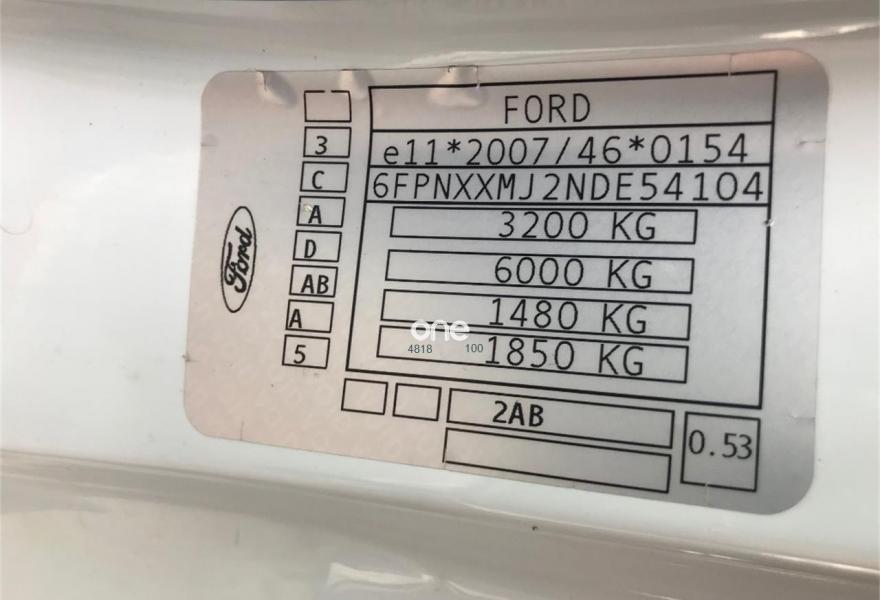 FORD
3
e11*2007/46*0154
C
6FPNXXMJ2NDE54104
A
3200 KG
D
6000 KG
AB
1480 KG
A
one
4818 100
1850 KG
5
2AB
0.53
Ford